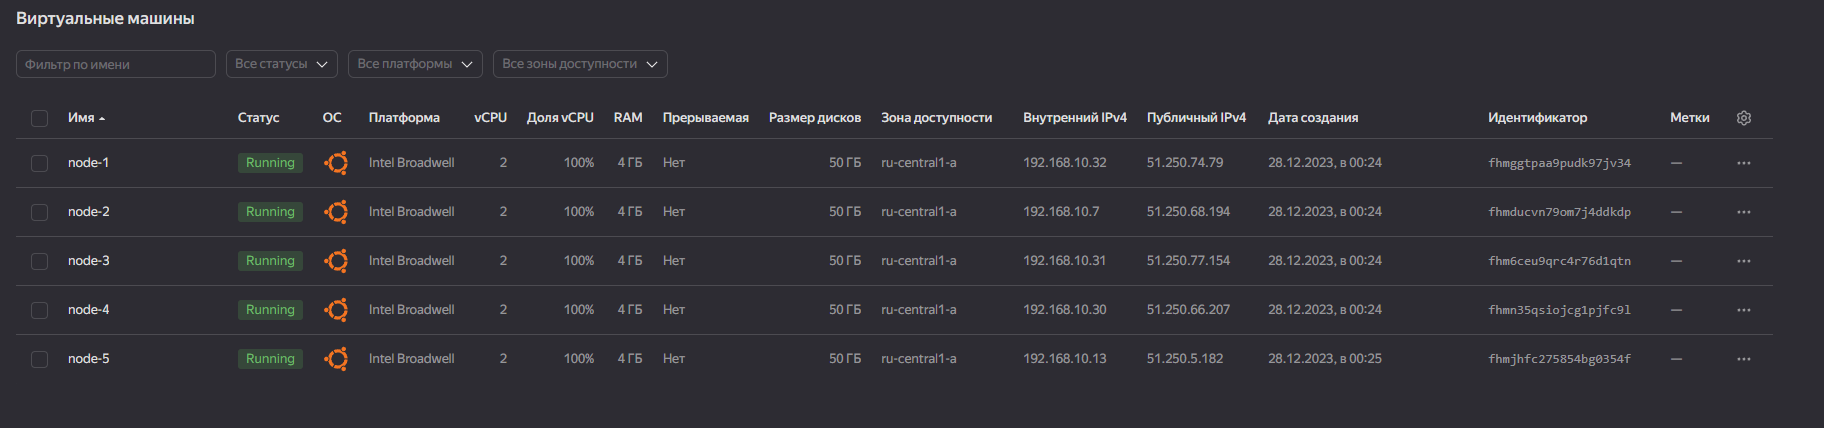 Виртуальные машины
Фильтр по имени Все статусы Все платформы Все зоны доступности
Имя Статус ОС Платформа vCPU Доля vCPU RAM Прерываемая Размер дисков Зона доступности Внутренний IPv4 Публичный IPv4 Дата создания Идентификатор Метки
node-1 Running Intel Broadwell 2 100% 4 ГБ Нет 50 ГБ ru-central1-a 192.168.10.32 51.250.74.79 28.12.2023, в 00:24 fhmggtpaa9pudk97jv34 —
node-2 Running Intel Broadwell 2 100% 4 ГБ Нет 50 ГБ ru-central1-a 192.168.10.7 51.250.68.194 28.12.2023, в 00:24 fhmducvn79om7j4ddkdp —
node-3 Running Intel Broadwell 2 100% 4 ГБ Нет 50 ГБ ru-central1-a 192.168.10.31 51.250.77.154 28.12.2023, в 00:24 fhm6ceu9qrc4r76d1qtn —
node-4 Running Intel Broadwell 2 100% 4 ГБ Нет 50 ГБ ru-central1-a 192.168.10.30 51.250.66.207 28.12.2023, в 00:24 fhmn35qsiojcg1pjfc9l —
node-5 Running Intel Broadwell 2 100% 4 ГБ Нет 50 ГБ ru-central1-a 192.168.10.13 51.250.5.182 28.12.2023, в 00:25 fhmjhfc275854bg0354f —